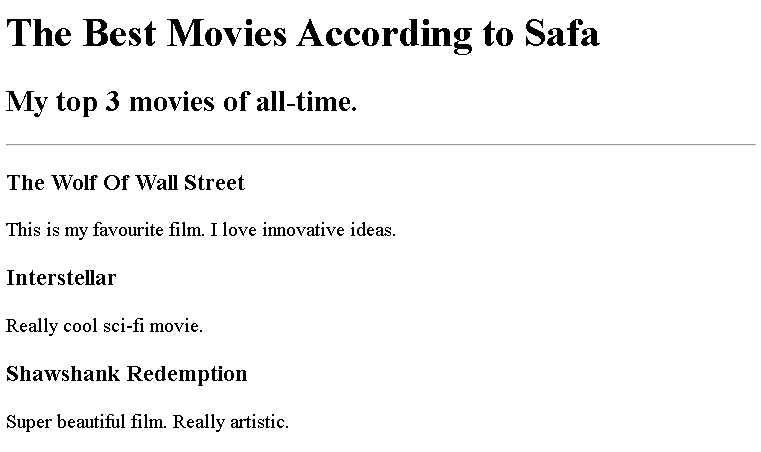 The Best Movies According to Safa
My top 3 movies of all-time.
The Wolf Of Wall Street
This is my favourite film. I love innovative ideas.
Interstellar
Really cool sci-fi movie.
Shawshank Redemption
Super beautiful film. Really artistic.